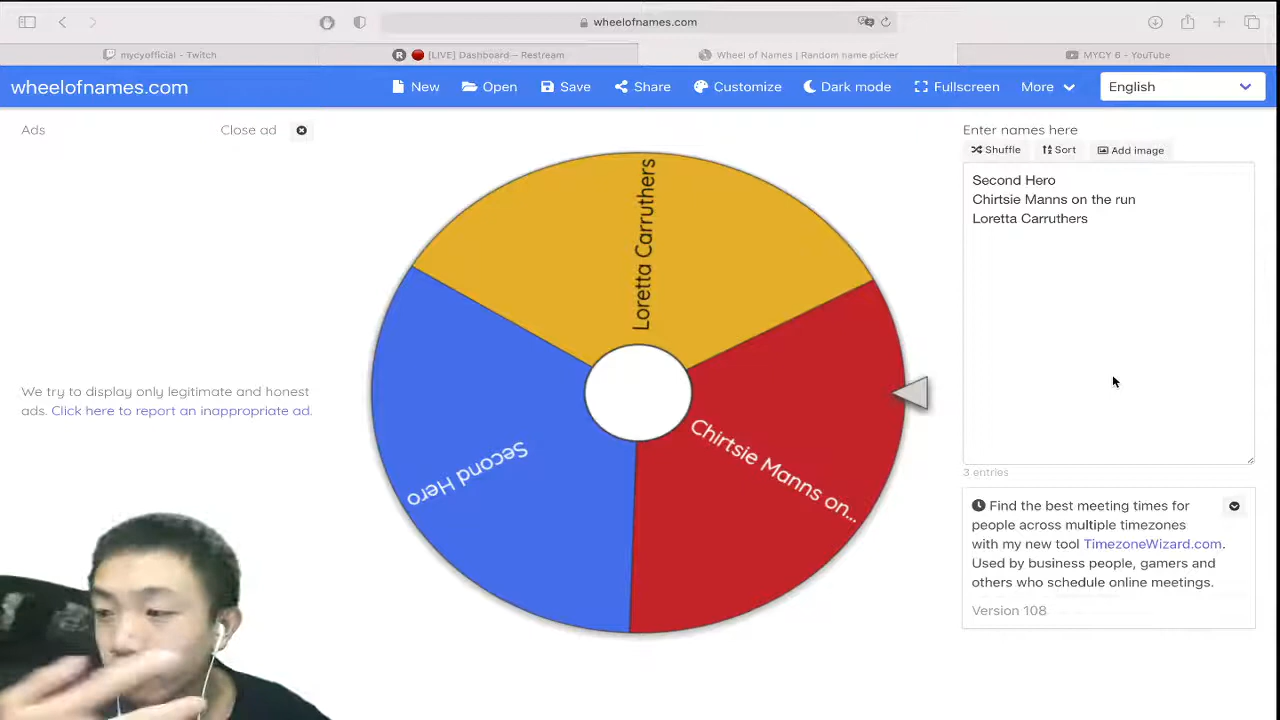 wheelofnames.com
mycyofficial - Twitch
R
[LIVE] Dashboard — Restream
Wheel of Names | Random name picker
MYCY 6 - YouTube
wheelofnames.com
New
Open
Save
Share
Customize
Dark mode
Fullscreen
More
English
Ads
Close ad
We try to display only legitimate and honest
ads. Click here to report an inappropriate ad.
Loretta Carruthers
Chirtsie Manns on...
Second Hero
Enter names here
Shuffle
Sort
Add image
Second Hero
Chirtsie Manns on the run
Loretta Carruthers
3 entries
Find the best meeting times for
people across multiple timezones
with my new tool TimezoneWizard.com.
Used by business people, gamers and
others who schedule online meetings.
Version 108